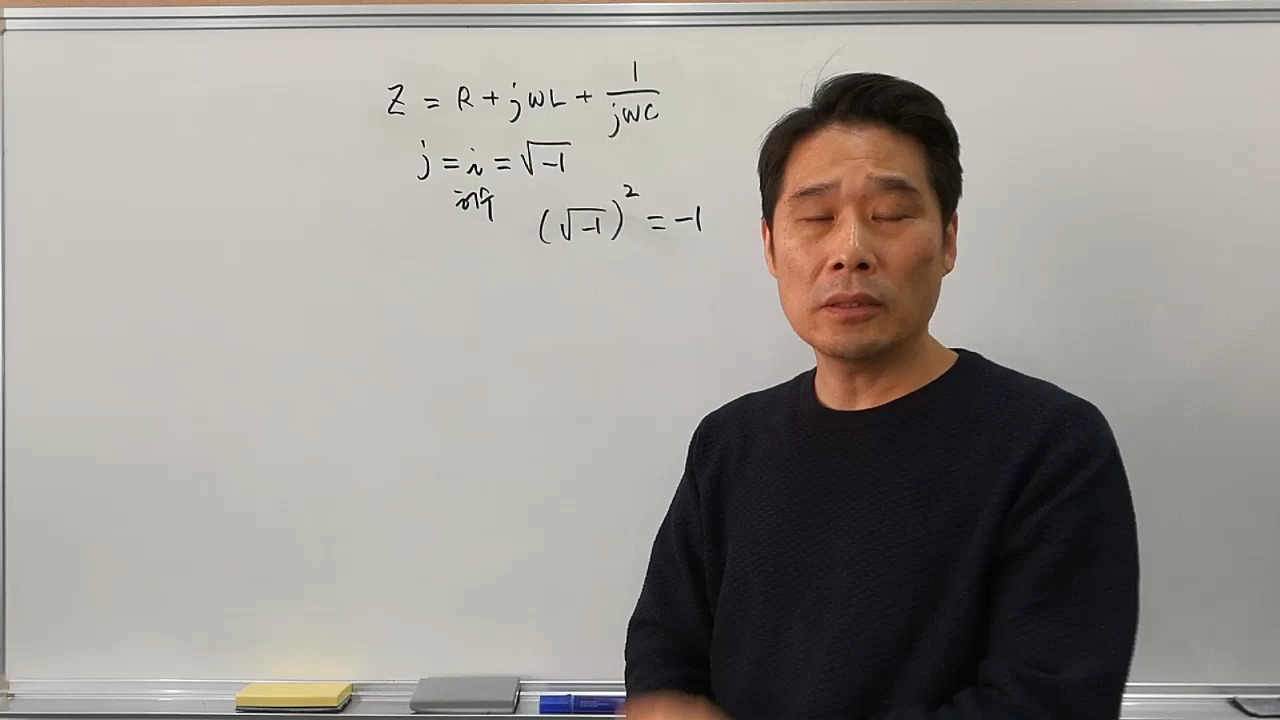 Z = R + jωL + 1/jωC
j = i = √-1
허수
(√-1)² = -1